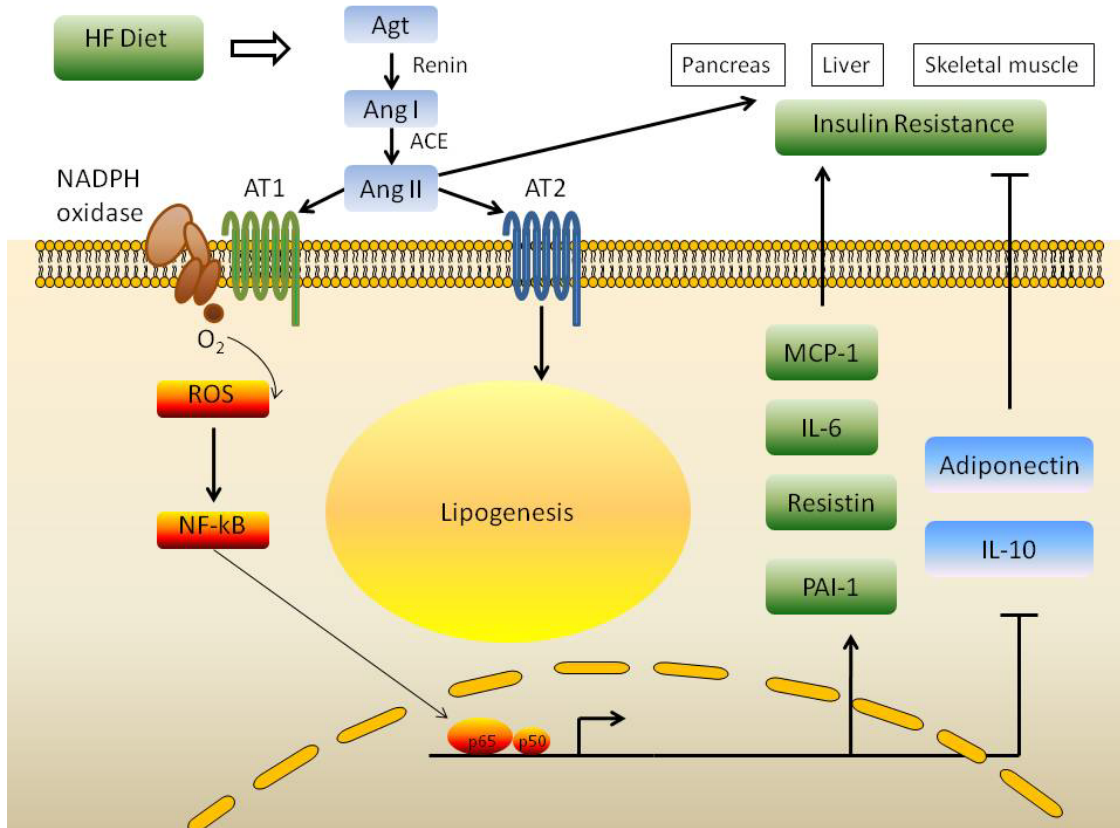 HF Diet
Agt
Renin
Ang I
ACE
Ang II
Pancreas
Liver
Skeletal muscle
Insulin Resistance
NADPH
oxidase
AT1
AT2
O2
ROS
NF-kB
Lipogenesis
MCP-1
IL-6
Resistin
PAI-1
Adiponectin
IL-10
p65
p50